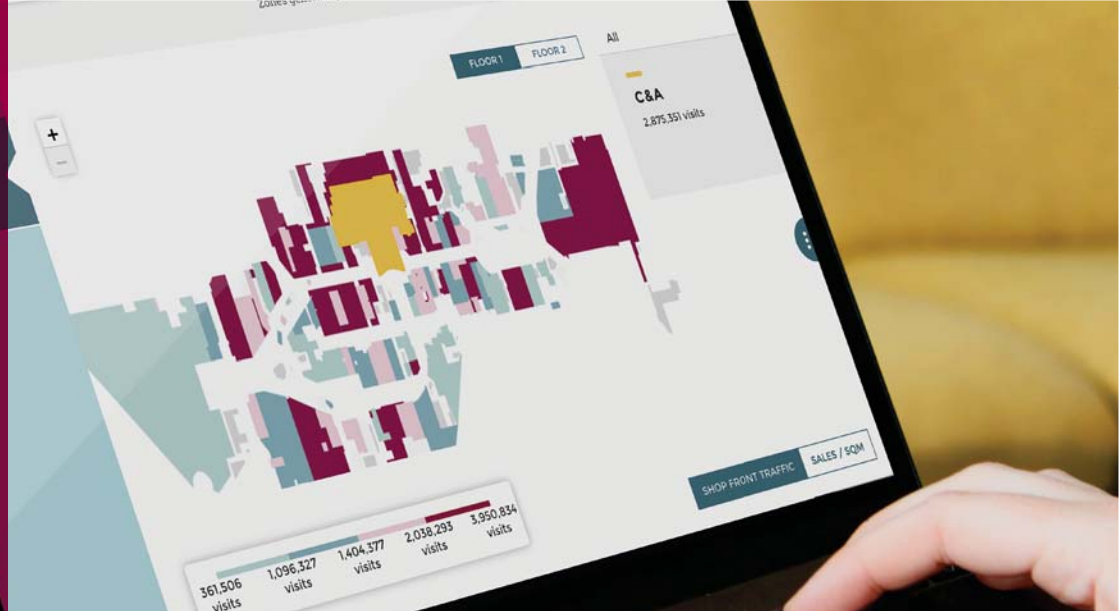 Zones
FLOOR 1
FLOOR 2
All
C&A
2,875,351 visits
+
−
SHOP FRONT TRAFFIC
SALES / SQM
361,506
visits
1,096,327
visits
1,404,377
visits
2,038,293
visits
3,950,834
visits